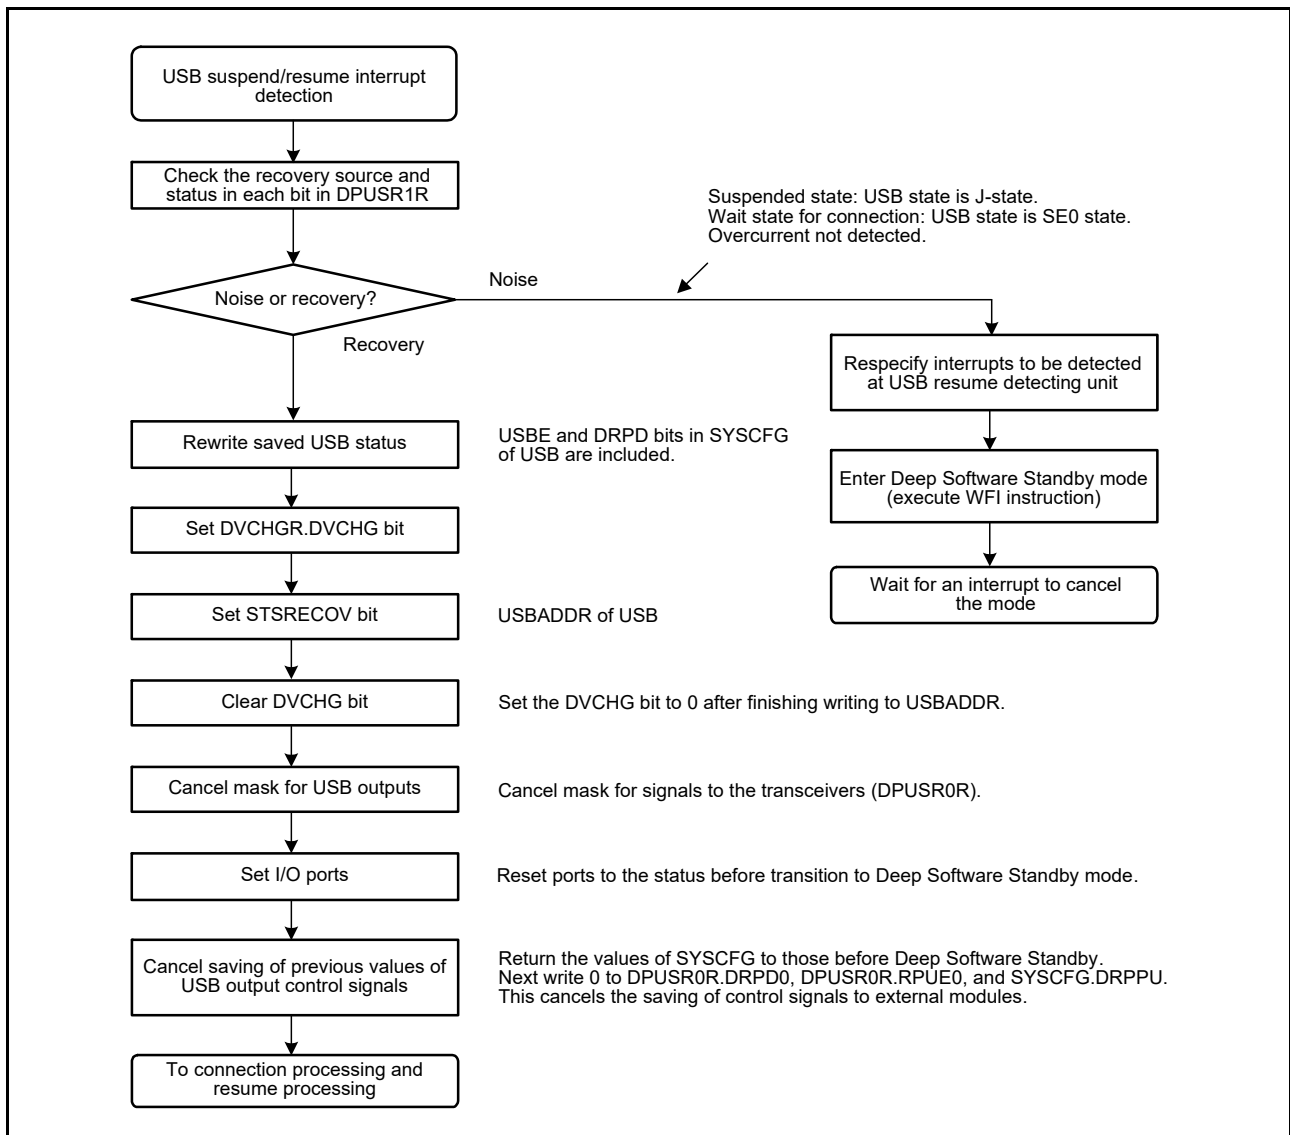 USB suspend/resume interrupt
detection
Check the recovery source and
status in each bit in DPUSR1R
Suspended state: USB state is J-state.
Wait state for connection: USB state is SE0 state.
Overcurrent not detected.
Noise or recovery?
Noise
Recovery
Respecify interrupts to be detected
at USB resume detecting unit
Enter Deep Software Standby mode
(execute WFI instruction)
Wait for an interrupt to cancel
the mode
Rewrite saved USB status
USBE and DRPD bits in SYSCFG
of USB are included.
Set DVCHGR.DVCHG bit
Set STSRECOV bit
USBADDR of USB
Clear DVCHG bit
Set the DVCHG bit to 0 after finishing writing to USBADDR.
Cancel mask for USB outputs
Cancel mask for signals to the transceivers (DPUSR0R).
Set I/O ports
Reset ports to the status before transition to Deep Software Standby mode.
Cancel saving of previous values of
USB output control signals
Return the values of SYSCFG to those before Deep Software Standby.
Next write 0 to DPUSR0R.DRPD0, DPUSR0R.RPUE0, and SYSCFG.DRPPU.
This cancels the saving of control signals to external modules.
To connection processing and
resume processing